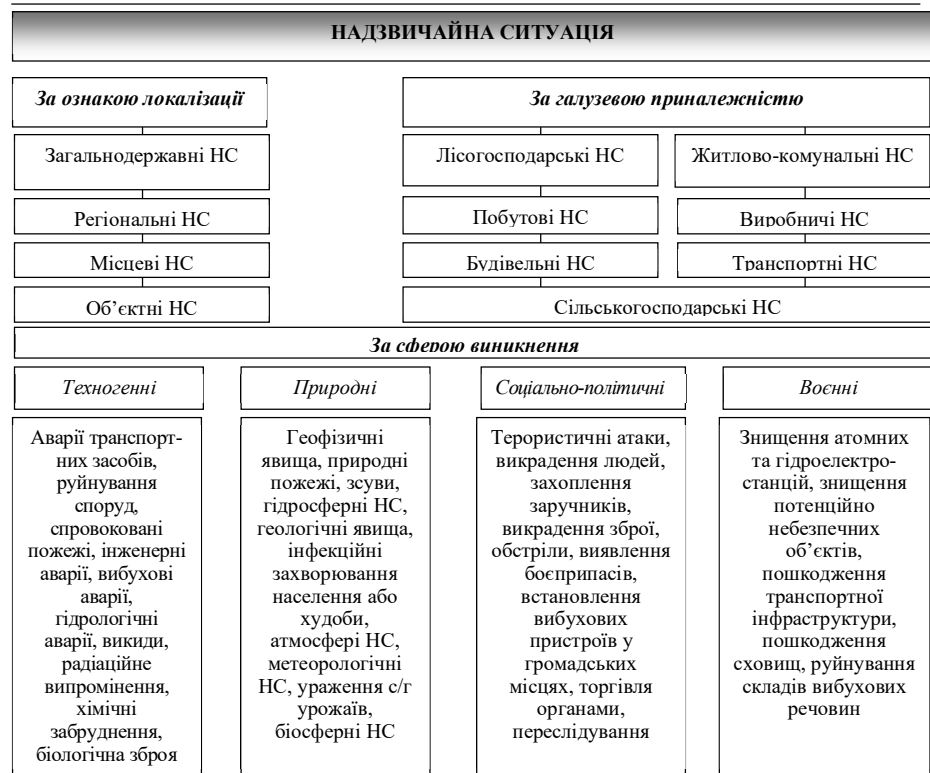 НАДЗВИЧАЙНА СИТУАЦІЯ
За ознакою локалізації
За галузевою приналежністю
Загальнодержавні НС
Лісогосподарські НС
Житлово-комунальні НС
Регіональні НС
Побутові НС
Виробничі НС
Місцеві НС
Будівельні НС
Транспортні НС
Об’єктні НС
Сільськогосподарські НС
За сферою виникнення
Техногенні
Природні
Соціально-політичні
Воєнні
Аварії транспорт-
них засобів,
руйнування
споруд,
спровоковані
пожежі, інженерні
аварії, вибухові
аварії,
гідрологічні
аварії, викиди,
радіаційне
випромінення,
хімічні
забруднення,
біологічна зброя
Геофізичні
явища, природні
пожежі, зсуви,
гідросферні НС,
геологічні явища,
інфекційні
захворювання
населення або
худоби,
атмосфері НС,
метеорологічні
НС, ураження с/г
урожаїв,
біосферні НС
Терористичні атаки,
викрадення людей,
захоплення
заручників,
викрадення зброї,
обстріли, виявлення
боєприпасів,
встановлення
вибухових
пристроїв у
громадських
місцях, торгівля
органами,
переслідування
Знищення атомних
та гідроелектро-
станцій, знищення
потенційно
небезпечних
об’єктів,
пошкодження
транспортної
інфраструктури,
пошкодження
сховищ, руйнування
складів вибухових
речовин